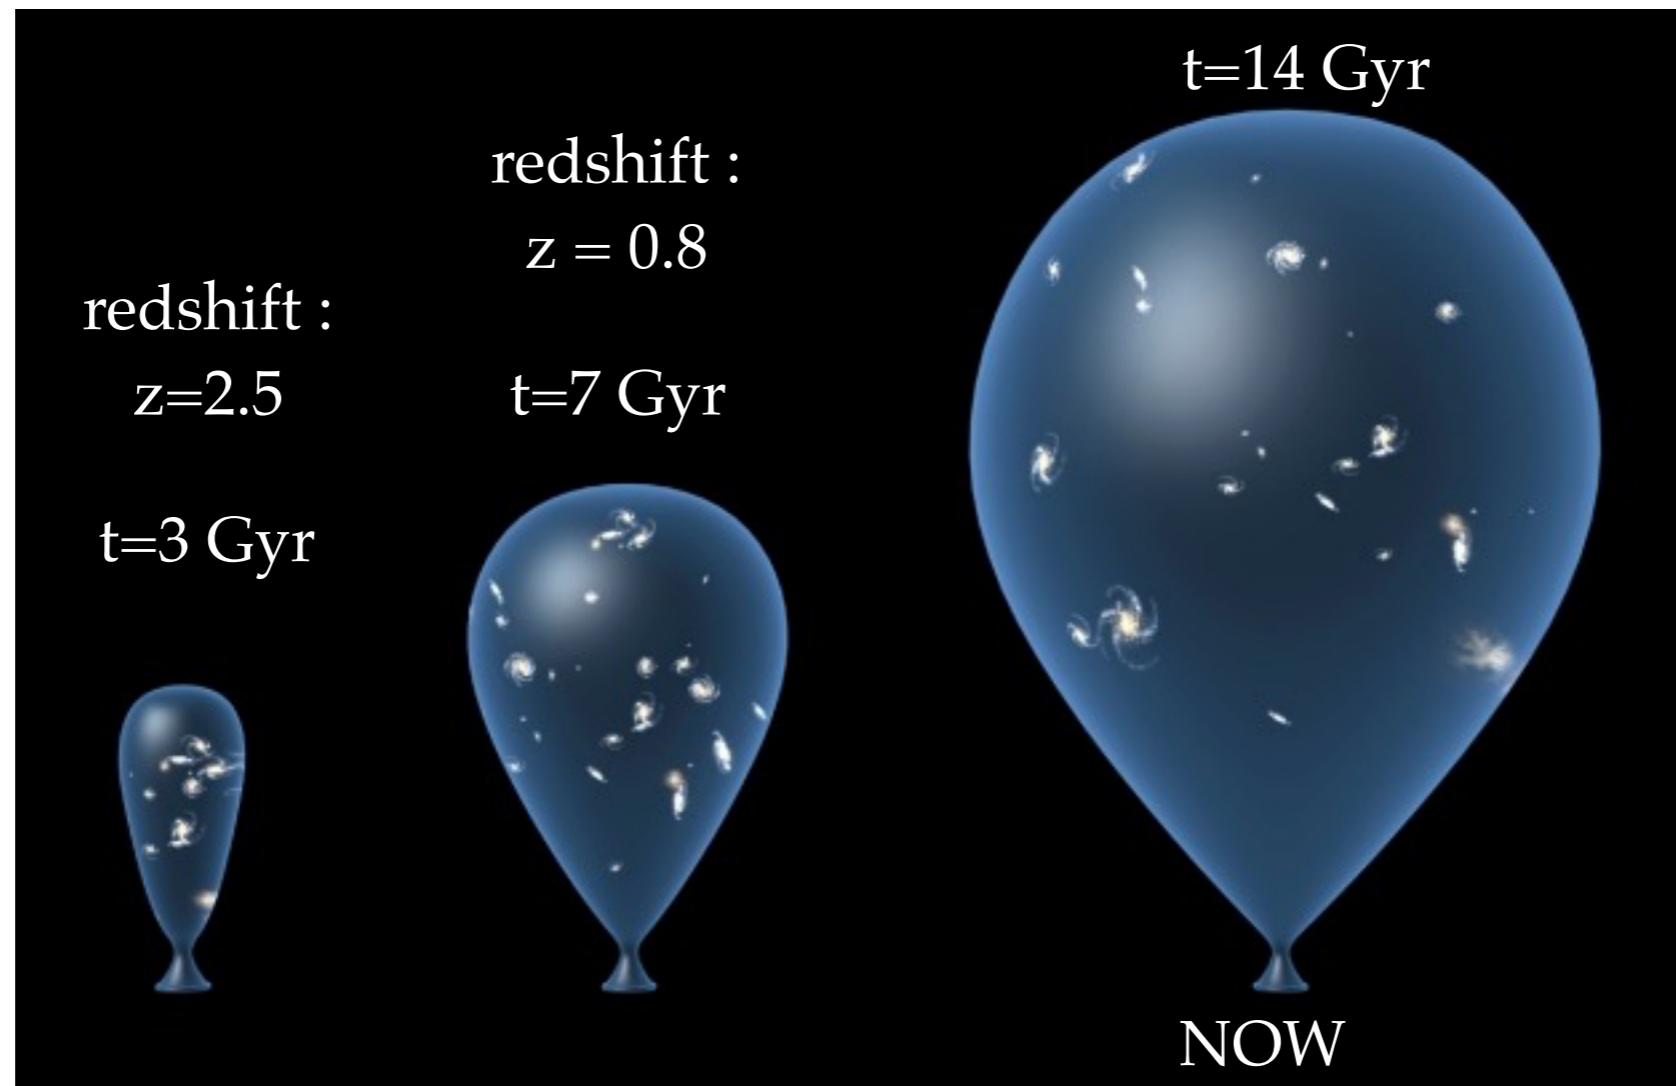 redshift :
z=2.5
t=3 Gyr
redshift :
z = 0.8
t=7 Gyr
t=14 Gyr
NOW